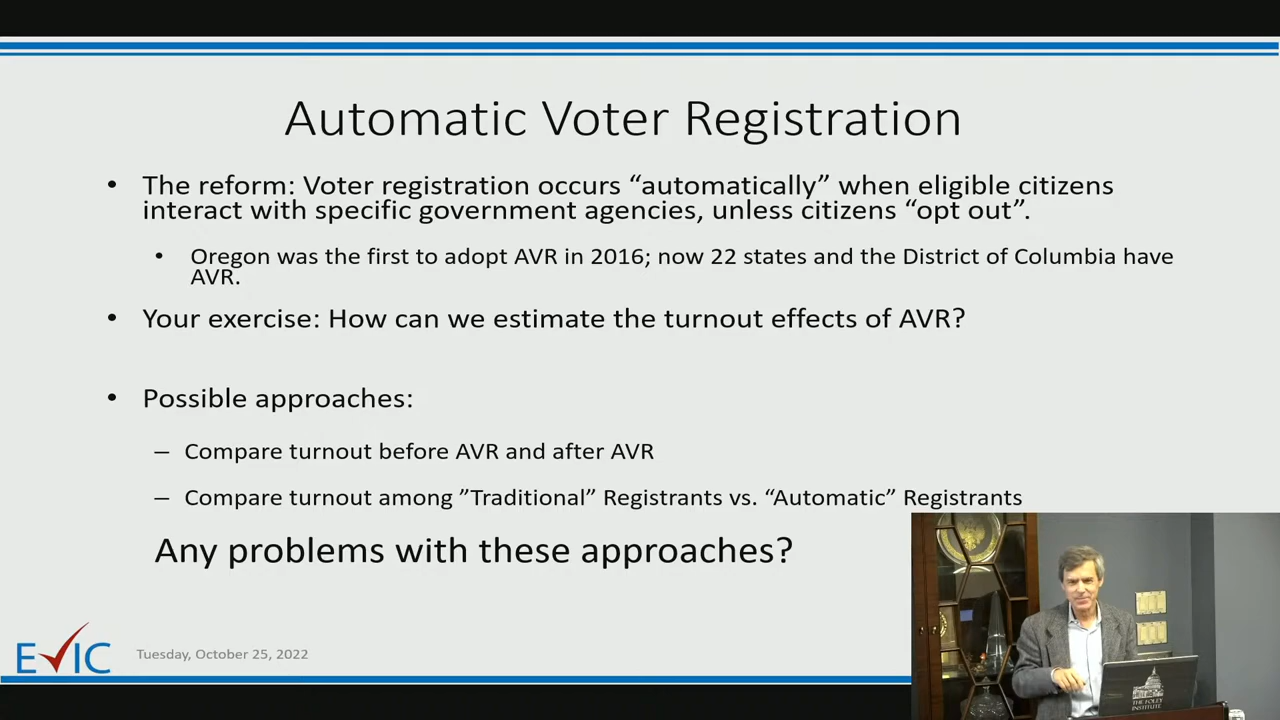 Automatic Voter Registration
• The reform: Voter registration occurs “automatically” when eligible citizens
interact with specific government agencies, unless citizens “opt out”.
• Oregon was the first to adopt AVR in 2016; now 22 states and the District of Columbia have
AVR.
• Your exercise: How can we estimate the turnout effects of AVR?
• Possible approaches:
– Compare turnout before AVR and after AVR
– Compare turnout among ”Traditional” Registrants vs. “Automatic” Registrants
Any problems with these approaches?
EVIC
Tuesday, October 25, 2022
THE FOLEY
INSTITUTE